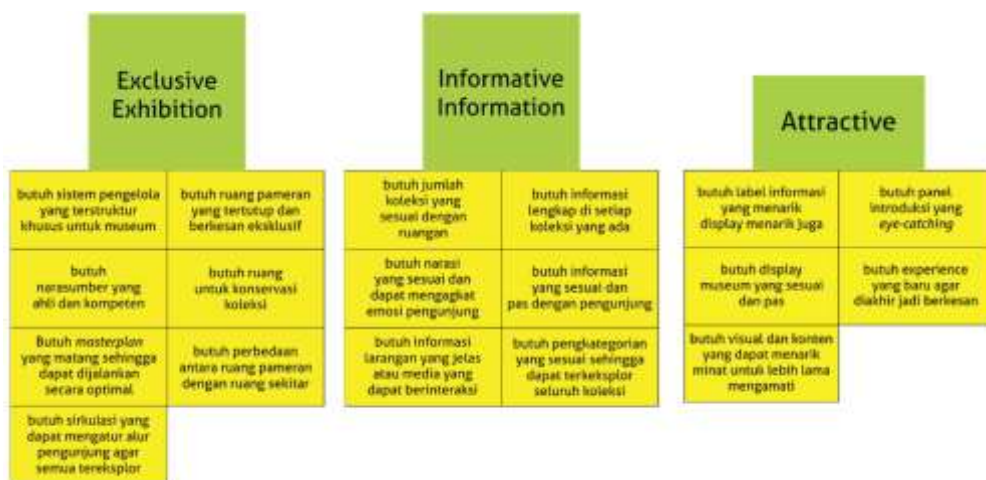 Exclusive
Exhibition
butuh sistem pengelola
yang terstruktur
khusus untuk museum
butuh ruang pameran
yang tertutup dan
berkesan eksklusif
butuh
narasumber yang
ahli dan kompeten
butuh ruang
untuk konservasi
koleksi
Butuh masterplan
yang matang sehingga
dapat dijalankan
secara optimal
butuh perbedaan
antara ruang pameran
dengan ruang sekitar
butuh sirkulasi yang
dapat mengatur alur
pengunjung agar
semua tereksplor
Informative
Information
butuh jumlah
koleksi yang
sesuai dengan
ruangan
butuh informasi
lengkap di setiap
koleksi yang ada
butuh narasi
yang sesuai dan
dapat mengagkat
emosi pengunjung
butuh informasi
yang sesuai dan
pas dengan pengunjung
butuh informasi
larangan yang jelas
atau media yang
dapat berinteraksi
butuh pengkategorian
yang sesuai sehingga
dapat terkeksplor
seluruh koleksi
Attractive
butuh label informasi
yang menarik
display menarik juga
butuh panel
introduksi yang
eye-catching
butuh display
museum yang sesuai
dan pas
butuh experience
yang baru agar
diakhir jadi berkesan
butuh visual dan konten
yang dapat menarik
minat untuk lebih lama
mengamati